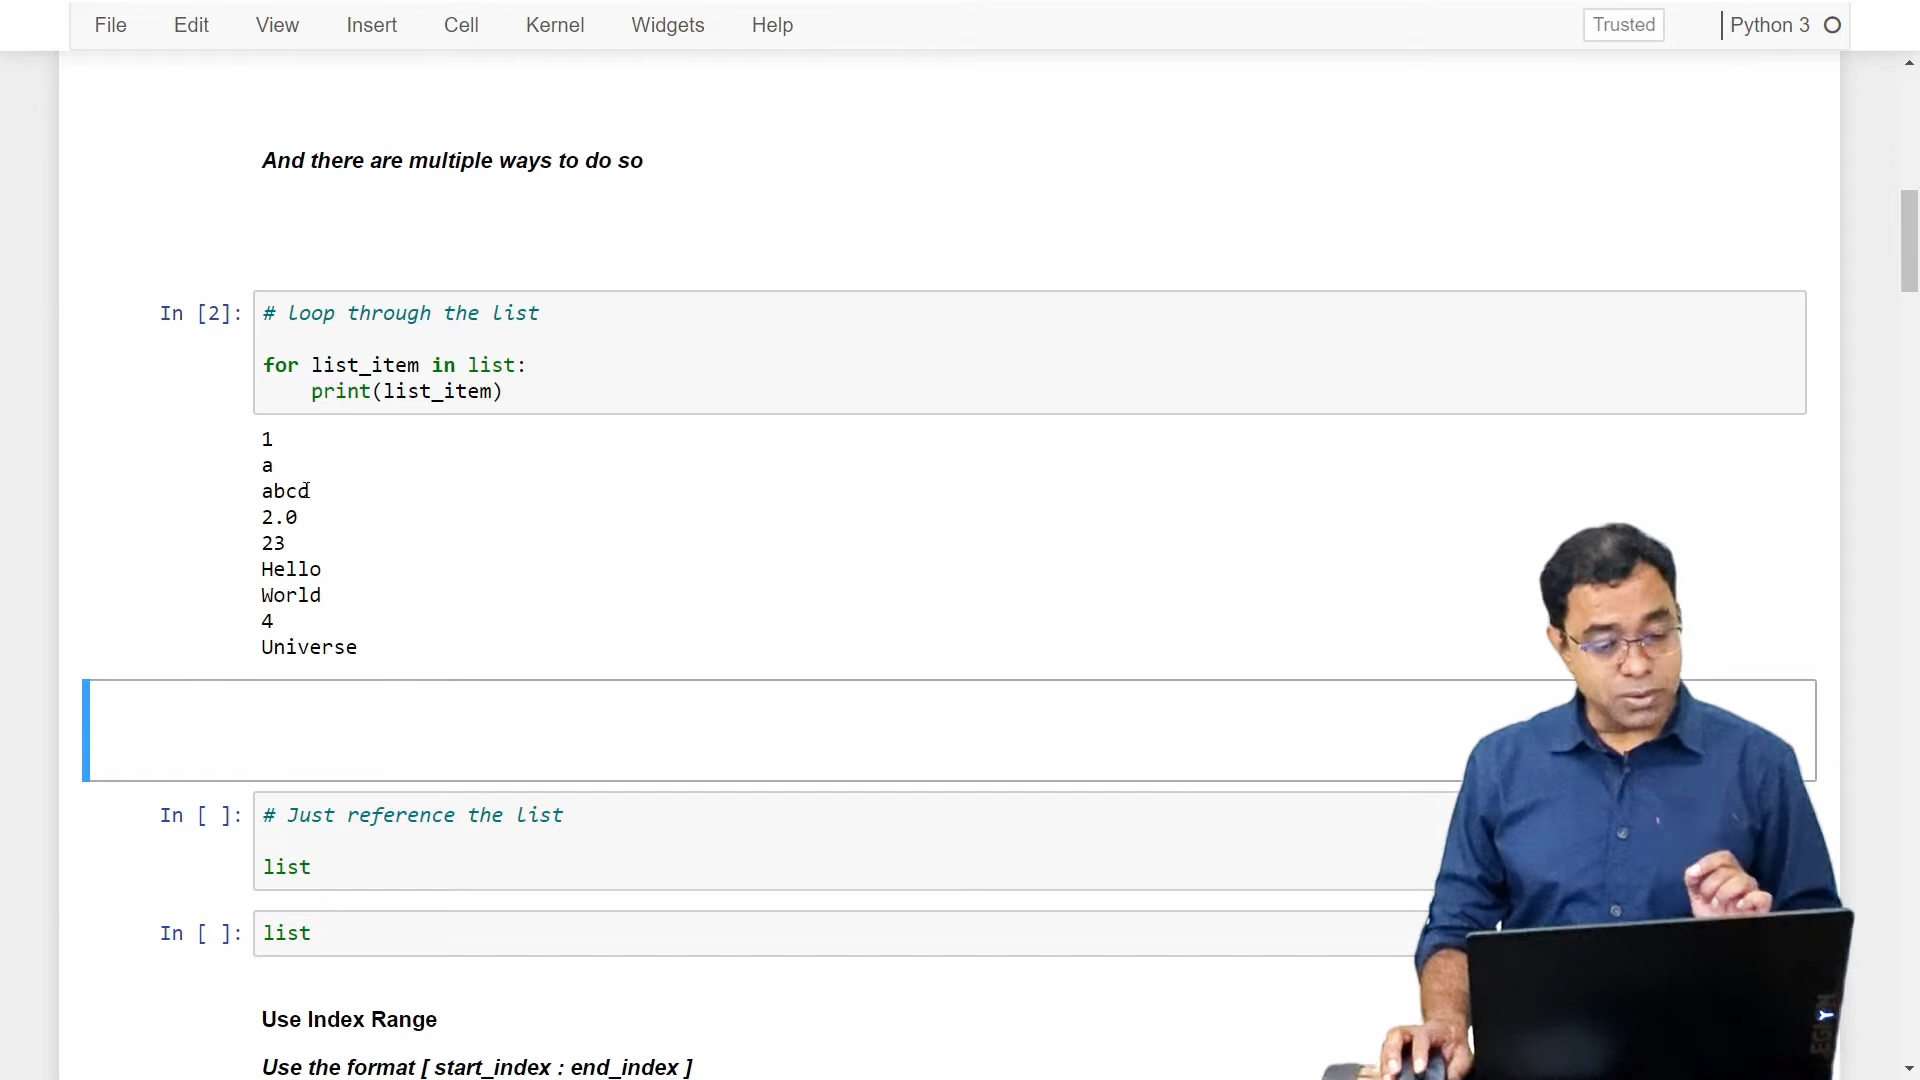 File Edit View Insert Cell Kernel Widgets Help Trusted Python 3
And there are multiple ways to do so
In [2]: # loop through the list
for list_item in list:
print(list_item)
1
a
abcd
2.0
23
Hello
World
4
Universe
In [ ]: # Just reference the list
list
In [ ]: list
Use Index Range
Use the format [ start_index : end_index ]